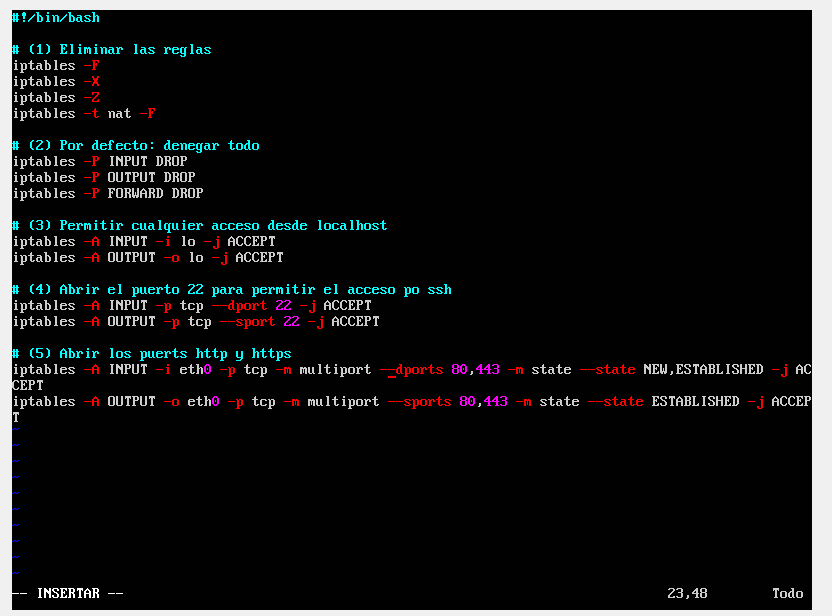 #!/bin/bash

# (1) Eliminar las reglas
iptables -F
iptables -X
iptables -Z
iptables -t nat -F

# (2) Por defecto: denegar todo
iptables -P INPUT DROP
iptables -P OUTPUT DROP
iptables -P FORWARD DROP

# (3) Permitir cualquier acceso desde localhost
iptables -A INPUT -i lo -j ACCEPT
iptables -A OUTPUT -o lo -j ACCEPT

# (4) Abrir el puerto 22 para permitir el acceso po ssh
iptables -A INPUT -p tcp --dport 22 -j ACCEPT
iptables -A OUTPUT -p tcp --sport 22 -j ACCEPT

# (5) Abrir los puerts http y https
iptables -A INPUT -i eth0 -p tcp -m multiport --dports 80,443 -m state --state NEW,ESTABLISHED -j AC
CEPT
iptables -A OUTPUT -o eth0 -p tcp -m multiport --sports 80,443 -m state --state ESTABLISHED -j ACCEP
T
~
~
~
~
~
~
~
~
~
~
-- INSERTAR -- 23,48 Todo